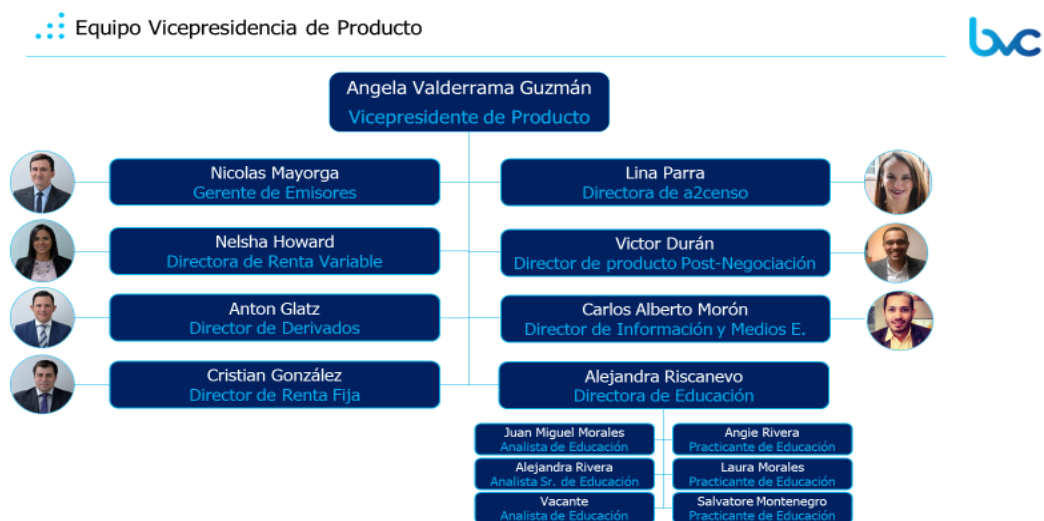 Equipo Vicepresidencia de Producto
bvc
Angela Valderrama Guzmán
Vicepresidente de Producto
Nicolas Mayorga
Gerente de Emisores
Lina Parra
Directora de a2censo
Nelsha Howard
Directora de Renta Variable
Victor Durán
Director de producto Post-Negociación
Anton Glatz
Director de Derivados
Carlos Alberto Morón
Director de Información y Medios E.
Cristian González
Director de Renta Fija
Alejandra Riscanevo
Directora de Educación
Juan Miguel Morales
Analista de Educación
Angie Rivera
Practicante de Educación
Alejandra Rivera
Analista Sr. de Educación
Laura Morales
Practicante de Educación
Vacante
Analista de Educación
Salvatore Montenegro
Practicante de Educación